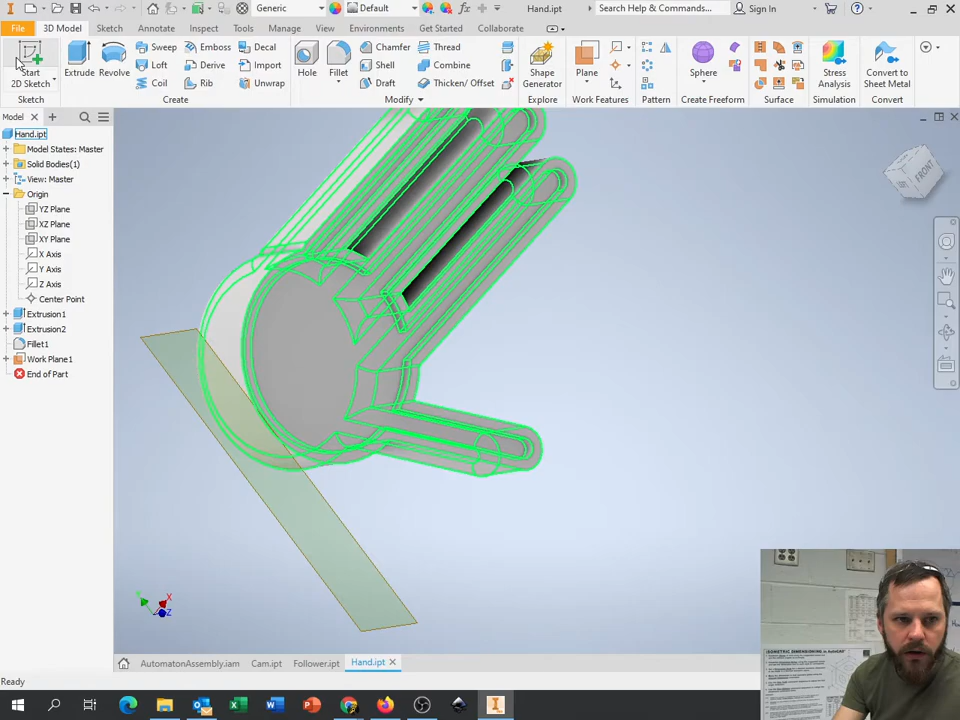 Generic
Default
Hand.ipt
Search Help & Commands...
Sign In
File
3D Model
Sketch
Annotate
Inspect
Tools
Manage
View
Environments
Get Started
Collaborate
Start
2D Sketch
Extrude
Revolve
Sweep
Emboss
Decal
Loft
Derive
Import
Coil
Rib
Unwrap
Hole
Fillet
Chamfer
Thread
Shell
Combine
Draft
Thicken/ Offset
Shape
Generator
Plane
Sphere
Stress
Analysis
Convert to
Sheet Metal
Sketch
Create
Modify
Explore
Work Features
Pattern
Create Freeform
Surface
Simulation
Convert
Model
Hand.ipt
Model States: Master
Solid Bodies(1)
View: Master
Origin
YZ Plane
XZ Plane
XY Plane
X Axis
Y Axis
Z Axis
Center Point
Extrusion1
Extrusion2
Fillet1
Work Plane1
End of Part
FRONT
X
Y
Z
AutomatonAssembly.iam
Cam.ipt
Follower.ipt
Hand.ipt
Ready
ISOMETRIC DIMENSIONING in AutoCAD